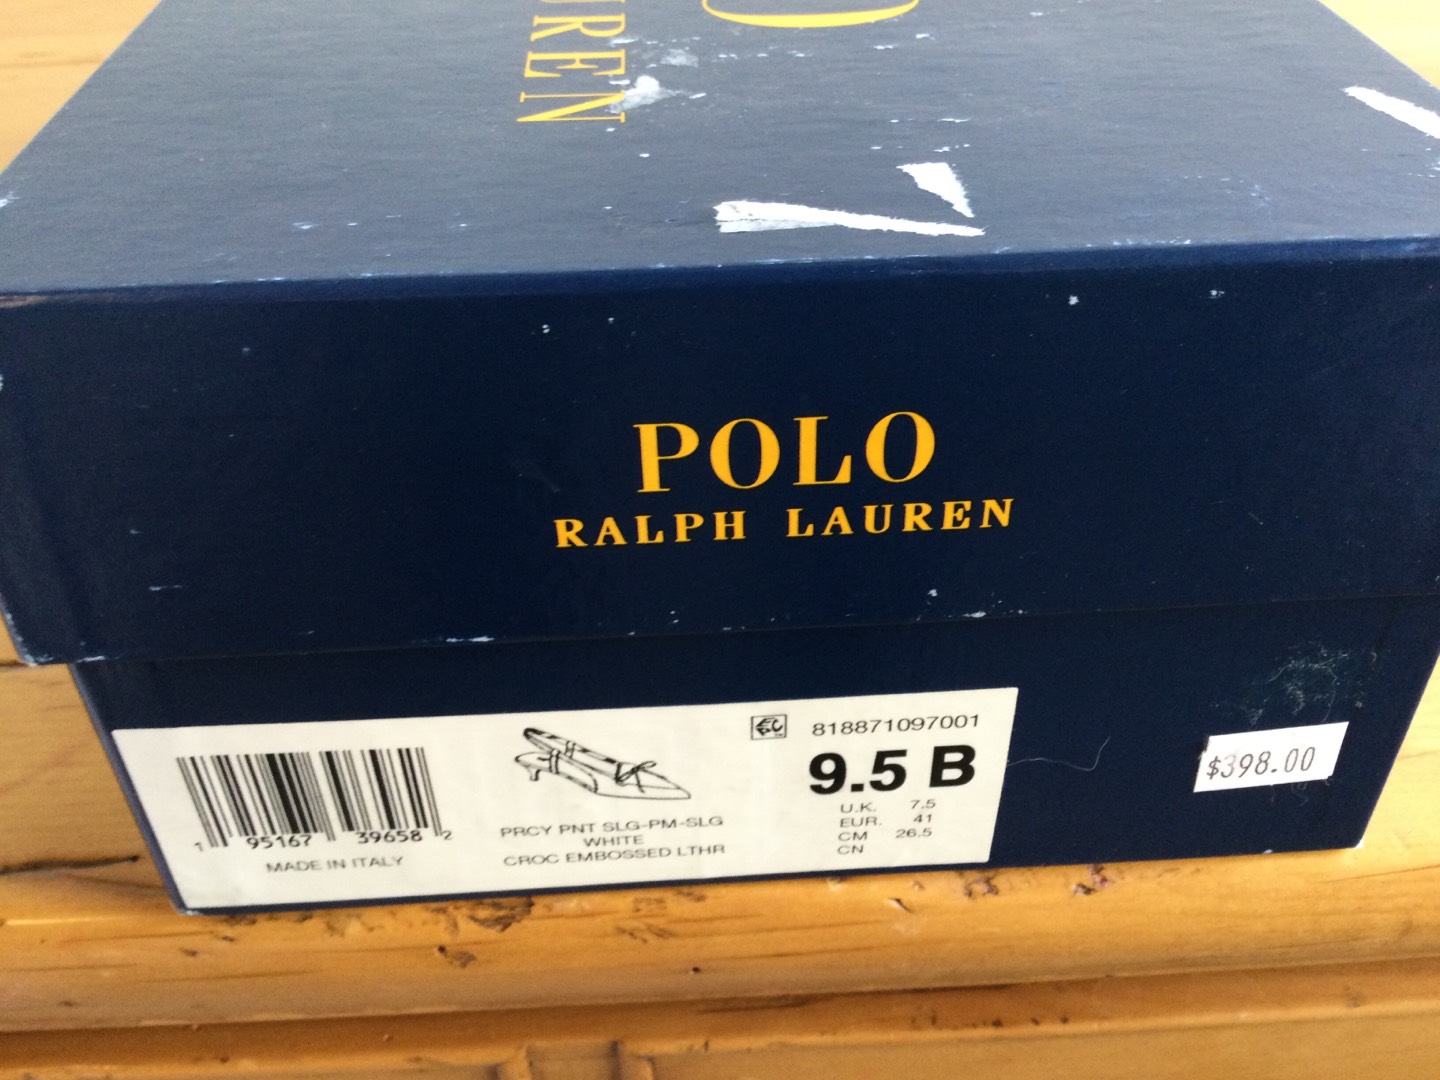 UREN
POLO
RALPH LAUREN
818871097001
9.5 B
U.K. 7.5
EUR. 41
CM 26.5
CN
$398.00
1 95167 39658 2
MADE IN ITALY
PRCY PNT SLG-PM-SLG
WHITE
CROC EMBOSSED LTHR